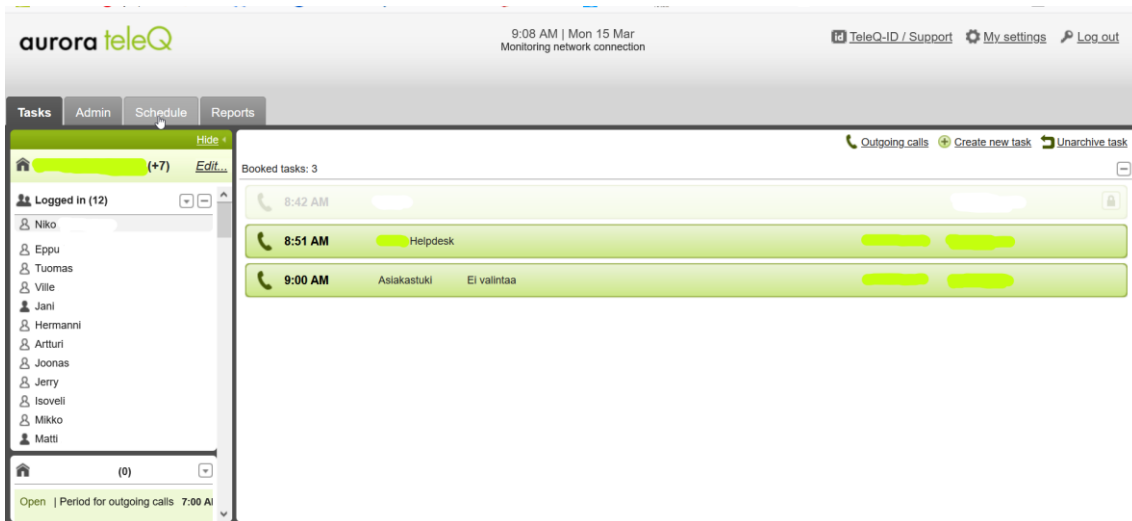 aurora teleQ
9:08 AM | Mon 15 Mar
Monitoring network connection
id TeleQ-ID / Support My settings Log out
Tasks Admin Schedule Reports
Hide
(+7) Edit...
Outgoing calls Create new task Unarchive task
Booked tasks: 3
Logged in (12)
8:42 AM
Niko
8:51 AM Helpdesk
Eppu
Tuomas
9:00 AM Asiakastuki Ei valintaa
Ville
Jani
Hermanni
Artturi
Joonas
Jerry
Isoveli
Mikko
Matti
(0)
Open | Period for outgoing calls 7:00 A